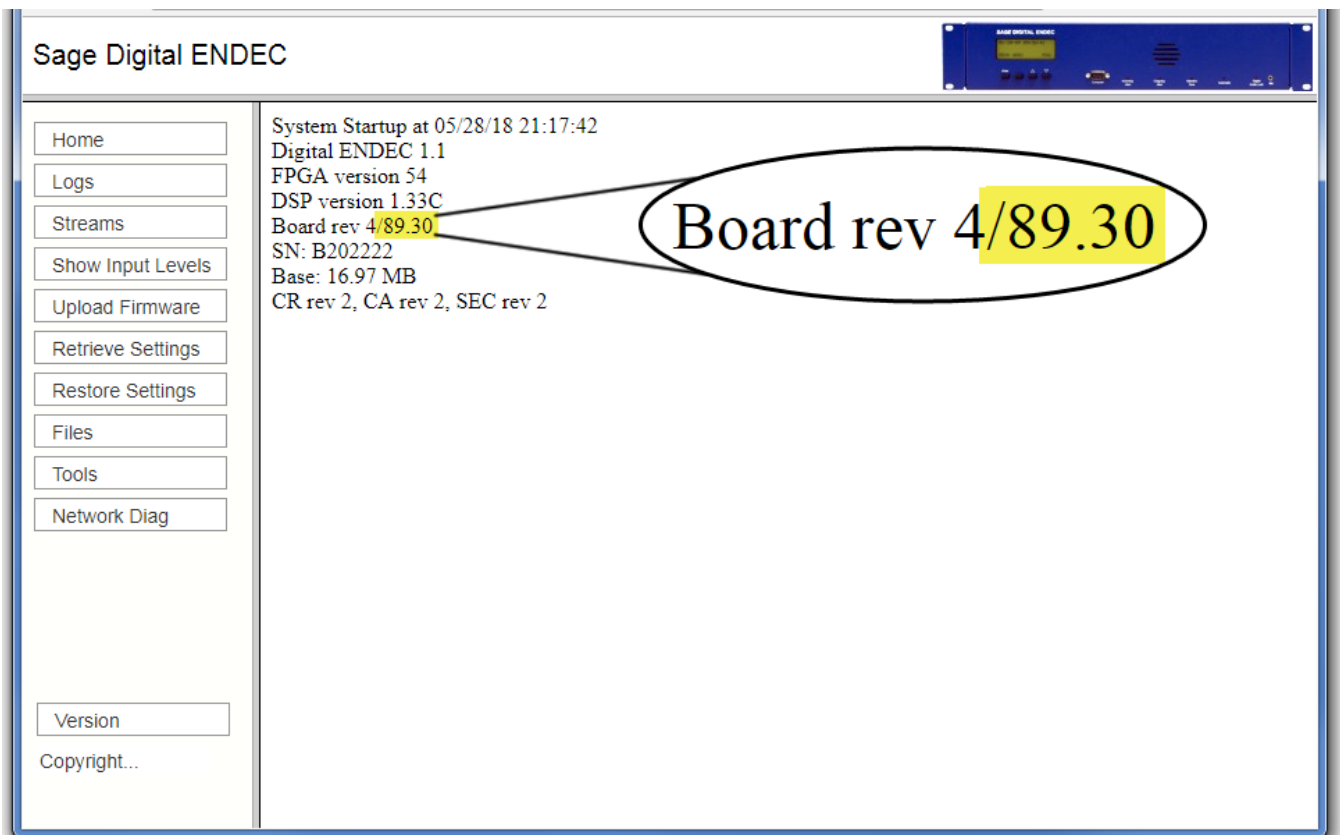 Sage Digital ENDEC
SAGE DIGITAL ENDEC
Home
Logs
Streams
Show Input Levels
Upload Firmware
Retrieve Settings
Restore Settings
Files
Tools
Network Diag
Version
Copyright...
System Startup at 05/28/18 21:17:42
Digital ENDEC 1.1
FPGA version 54
DSP version 1.33C
Board rev 4/89.30
SN: B202222
Base: 16.97 MB
CR rev 2, CA rev 2, SEC rev 2
Board rev 4/89.30